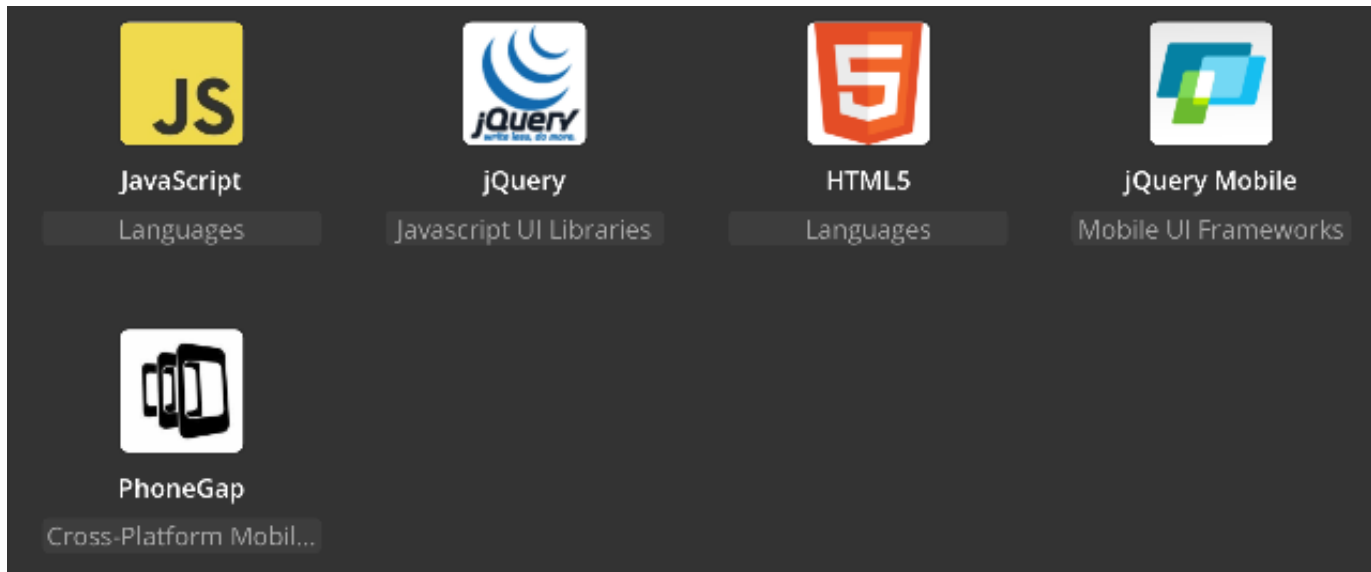 JS
jQuery
write less, do more.
5
JavaScript
jQuery
HTML5
jQuery Mobile
Languages
Javascript UI Libraries
Languages
Mobile UI Frameworks
PhoneGap
Cross-Platform Mobil...